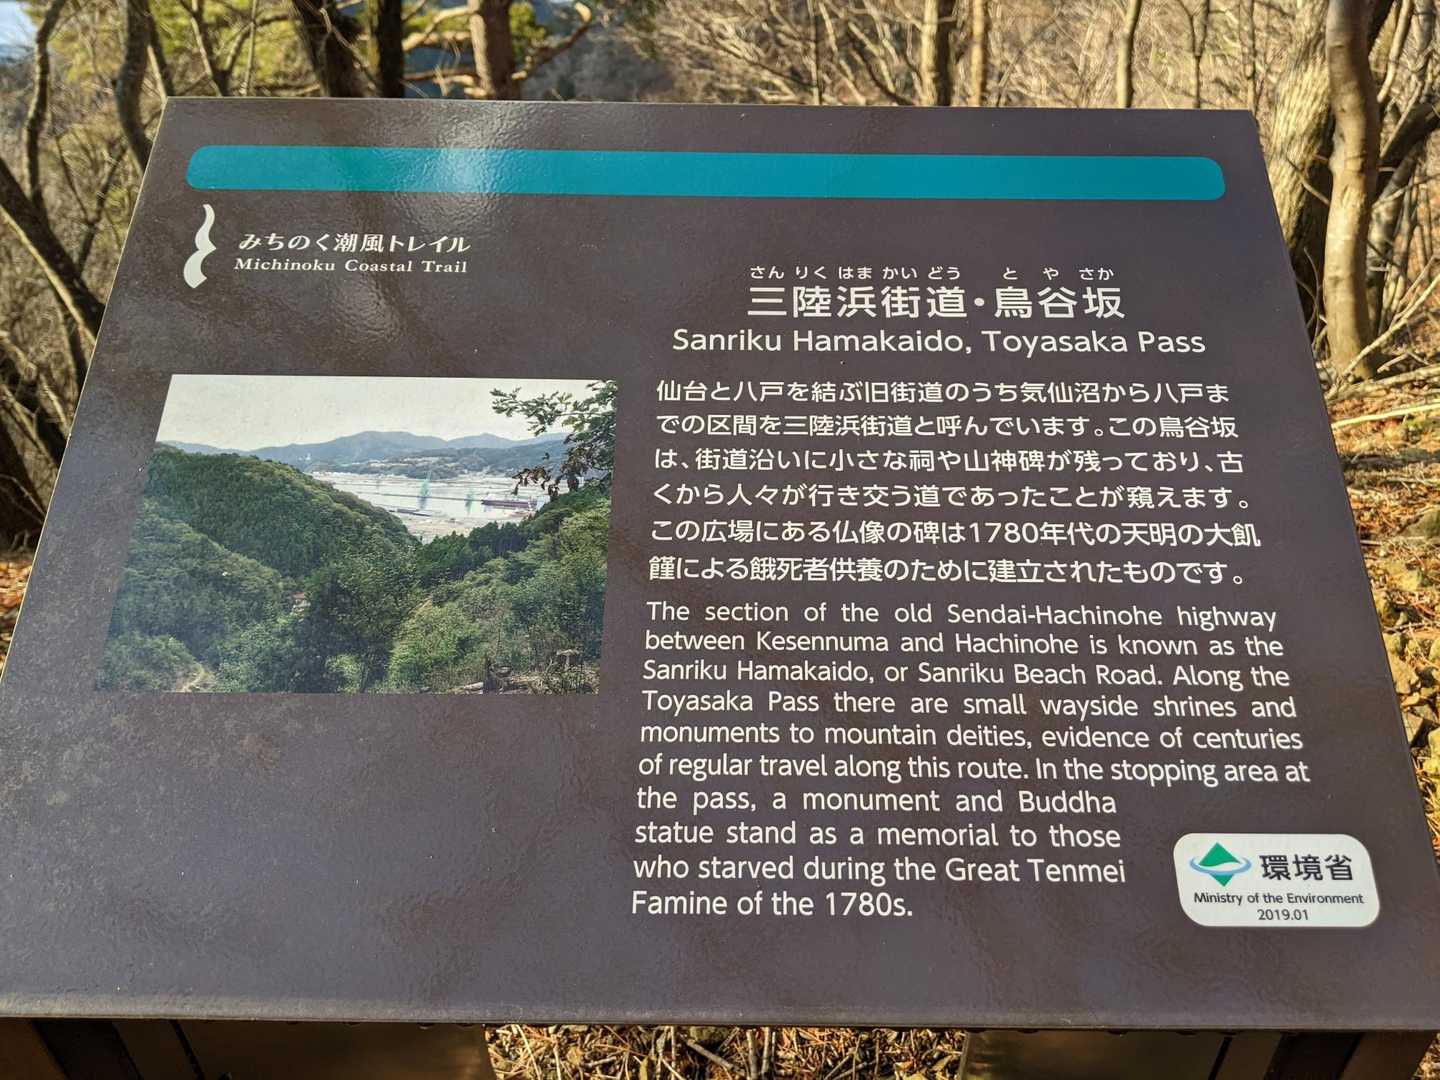 みちのく潮風トレイル
Michinoku Coastal Trail
さん りく はま かい どう と や さか
三陸浜街道・鳥谷坂
Sanriku Hamakaido, Toyasaka Pass
仙台と八戸を結ぶ旧街道のうち気仙沼から八戸ま
での区間を三陸浜街道と呼んでいます。この鳥谷坂
は、街道沿いに小さな祠や山神碑が残っており、古
くから人々が行き交う道であったことが窺えます。
この広場にある仏像の碑は1780年代の天明の大飢
饉による餓死者供養のために建立されたものです。
The section of the old Sendai-Hachinohe highway
between Kesennuma and Hachinohe is known as the
Sanriku Hamakaido, or Sanriku Beach Road. Along the
Toyasaka Pass there are small wayside shrines and
monuments to mountain deities, evidence of centuries
of regular travel along this route. In the stopping area at
the pass, a monument and Buddha
statue stand as a memorial to those
who starved during the Great Tenmei
Famine of the 1780s.
環境省
Ministry of the Environment
2019.01